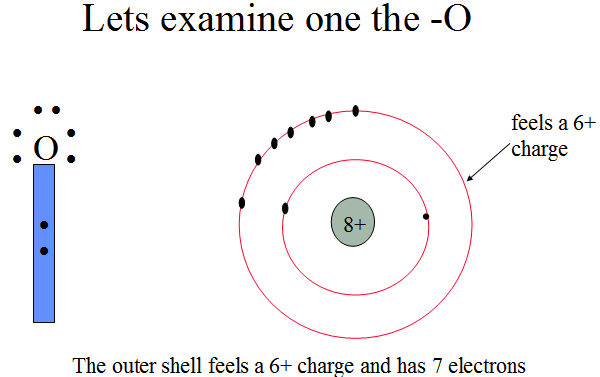 Lets examine one the -O
O
8+
feels a 6+
charge
The outer shell feels a 6+ charge and has 7 electrons